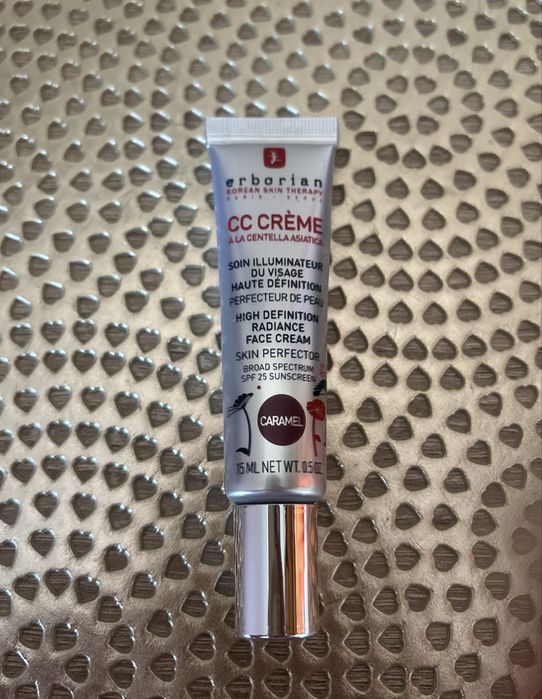 erborian
KOREAN SKIN THERAPY
PARIS - SEOUL
CC CRÈME
À LA CENTELLA ASIATICA
SOIN ILLUMINATEUR
DU VISAGE
HAUTE DÉFINITION
PERFECTEUR DE PEAU
HIGH DEFINITION
RADIANCE
FACE CREAM
SKIN PERFECTOR
BROAD SPECTRUM
SPF 25 SUNSCREEN
CARAMEL
15 ML NET WT. 0.5 OZ.